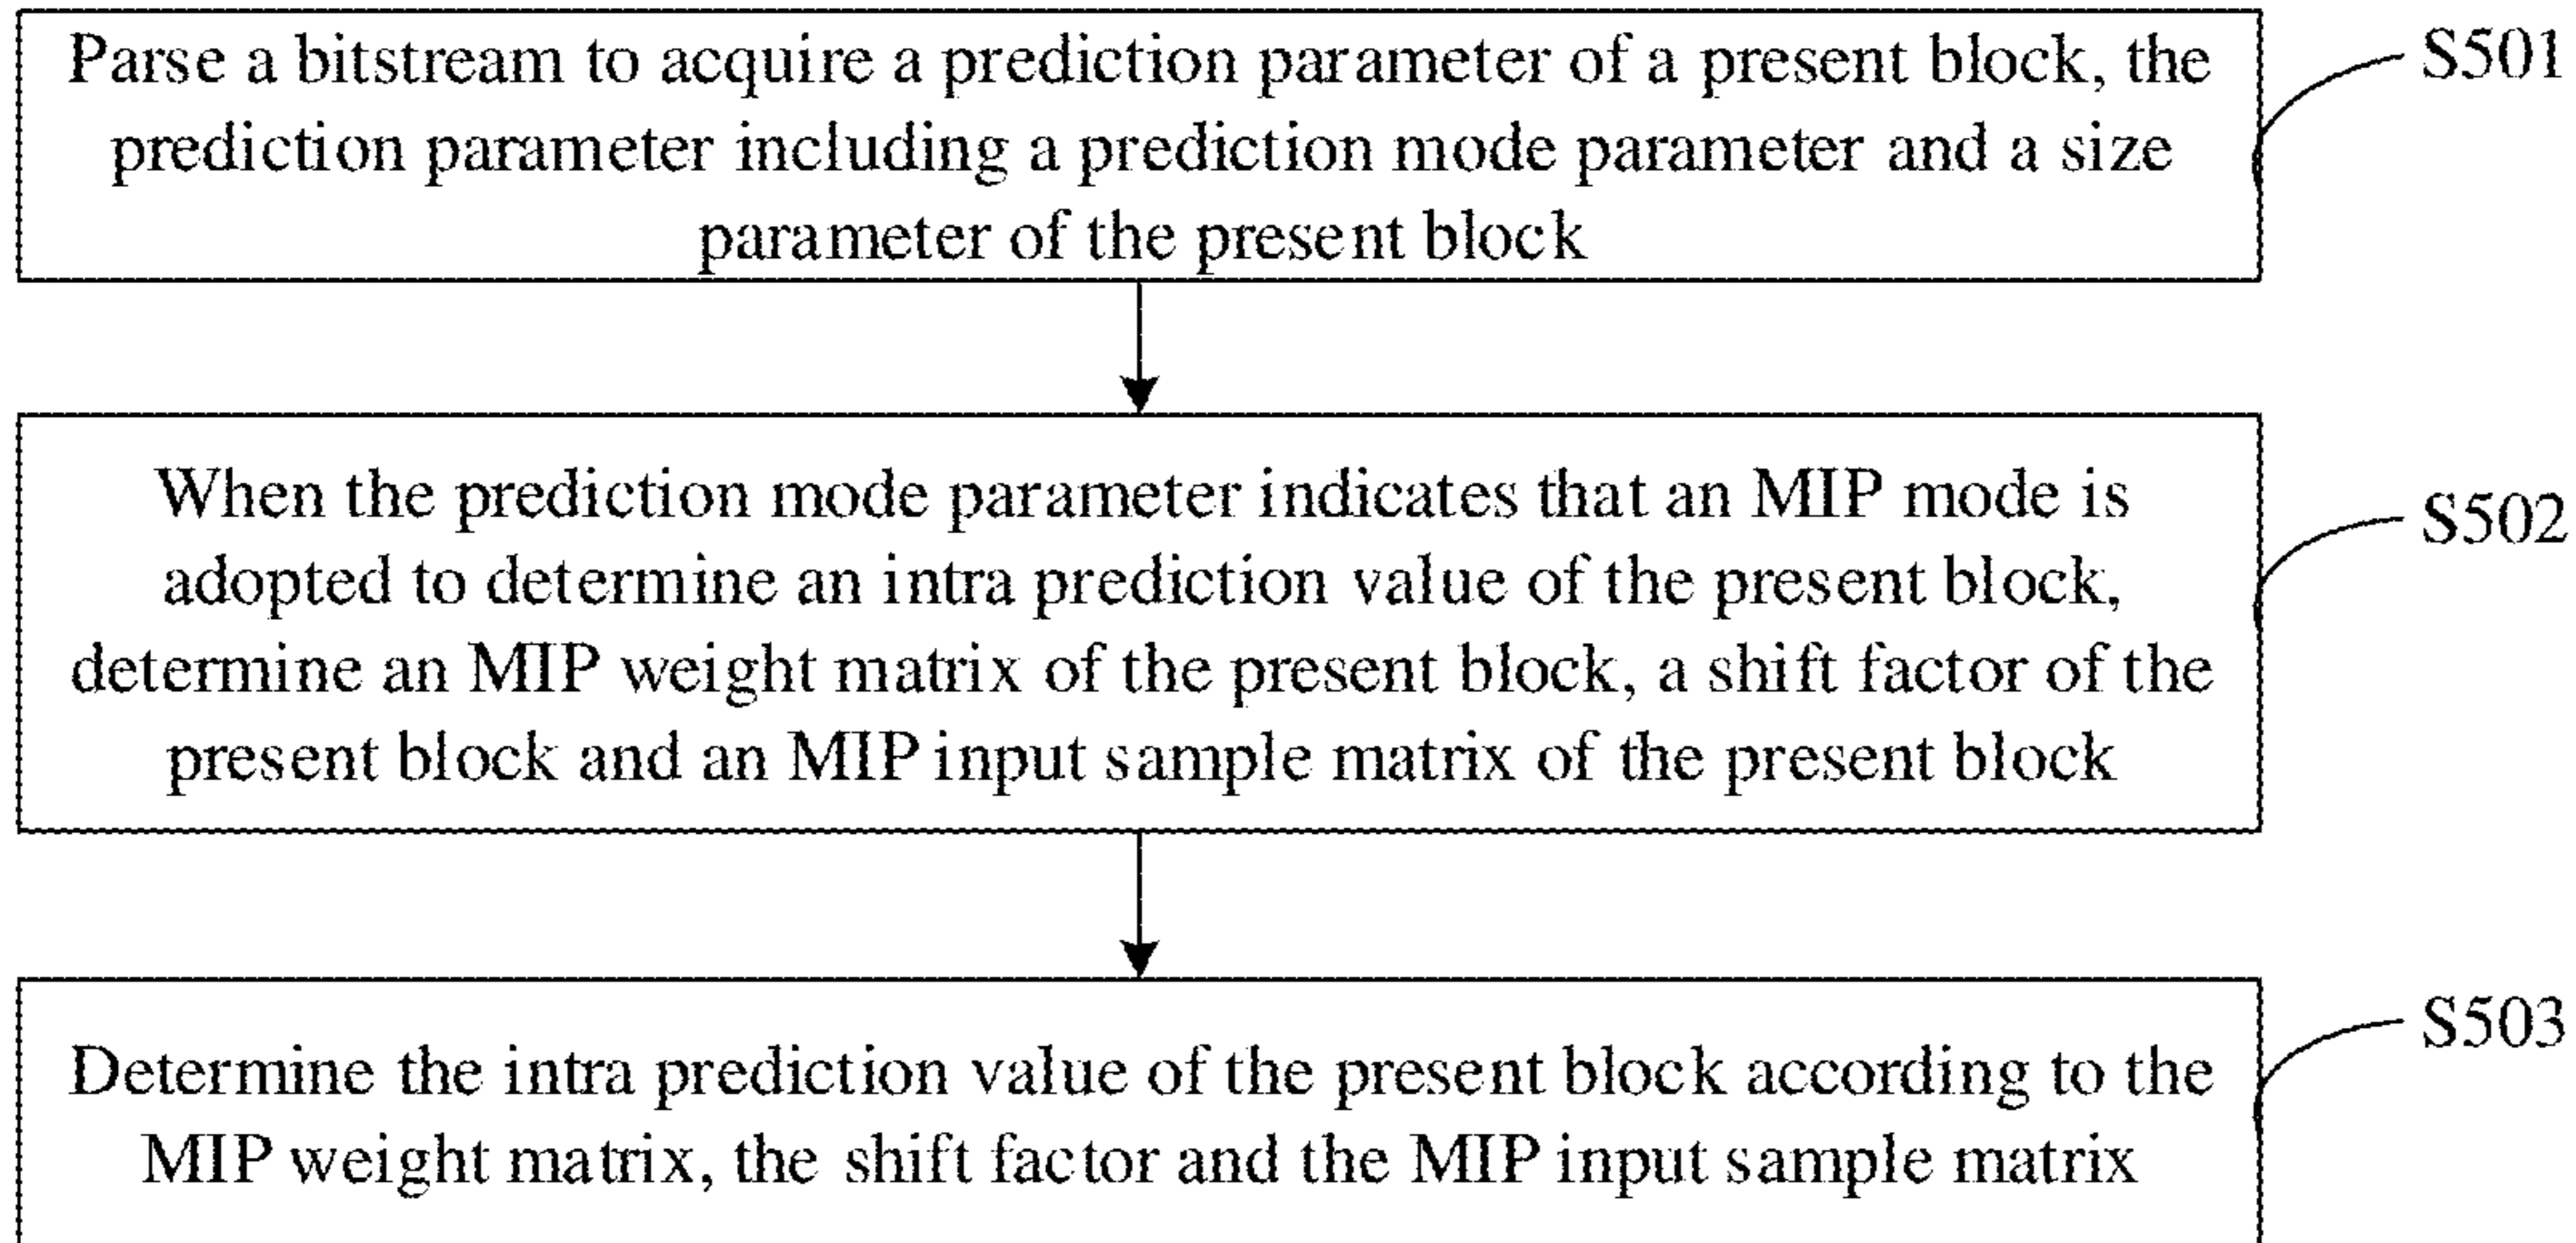 Parse a bitstream to acquire a prediction parameter of a present block, the
prediction parameter including a prediction mode parameter and a size
parameter of the present block
S501
When the prediction mode parameter indicates that an MIP mode is
adopted to determine an intra prediction value of the present block,
determine an MIP weight matrix of the present block, a shift factor of the
present block and an MIP input sample matrix of the present block
S502
Determine the intra prediction value of the present block according to the
MIP weight matrix, the shift factor and the MIP input sample matrix
S503